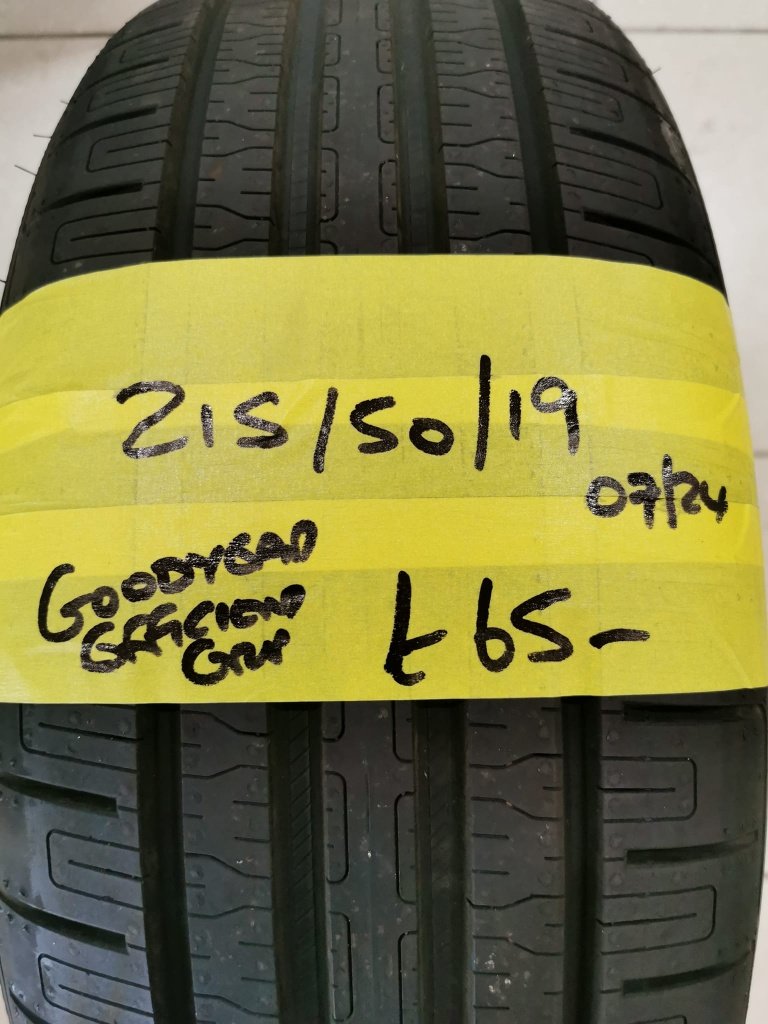 215/50/19
07/24
GOODYEAR
EFFICIENT
GRIP
£65-